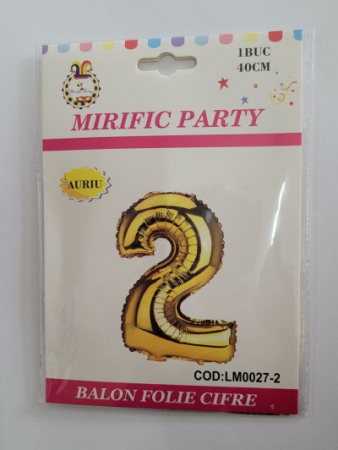 1BUC
40CM
MIRIFIC PARTY
AURIU
2
COD:LM0027-2
BALON FOLIE CIFRE